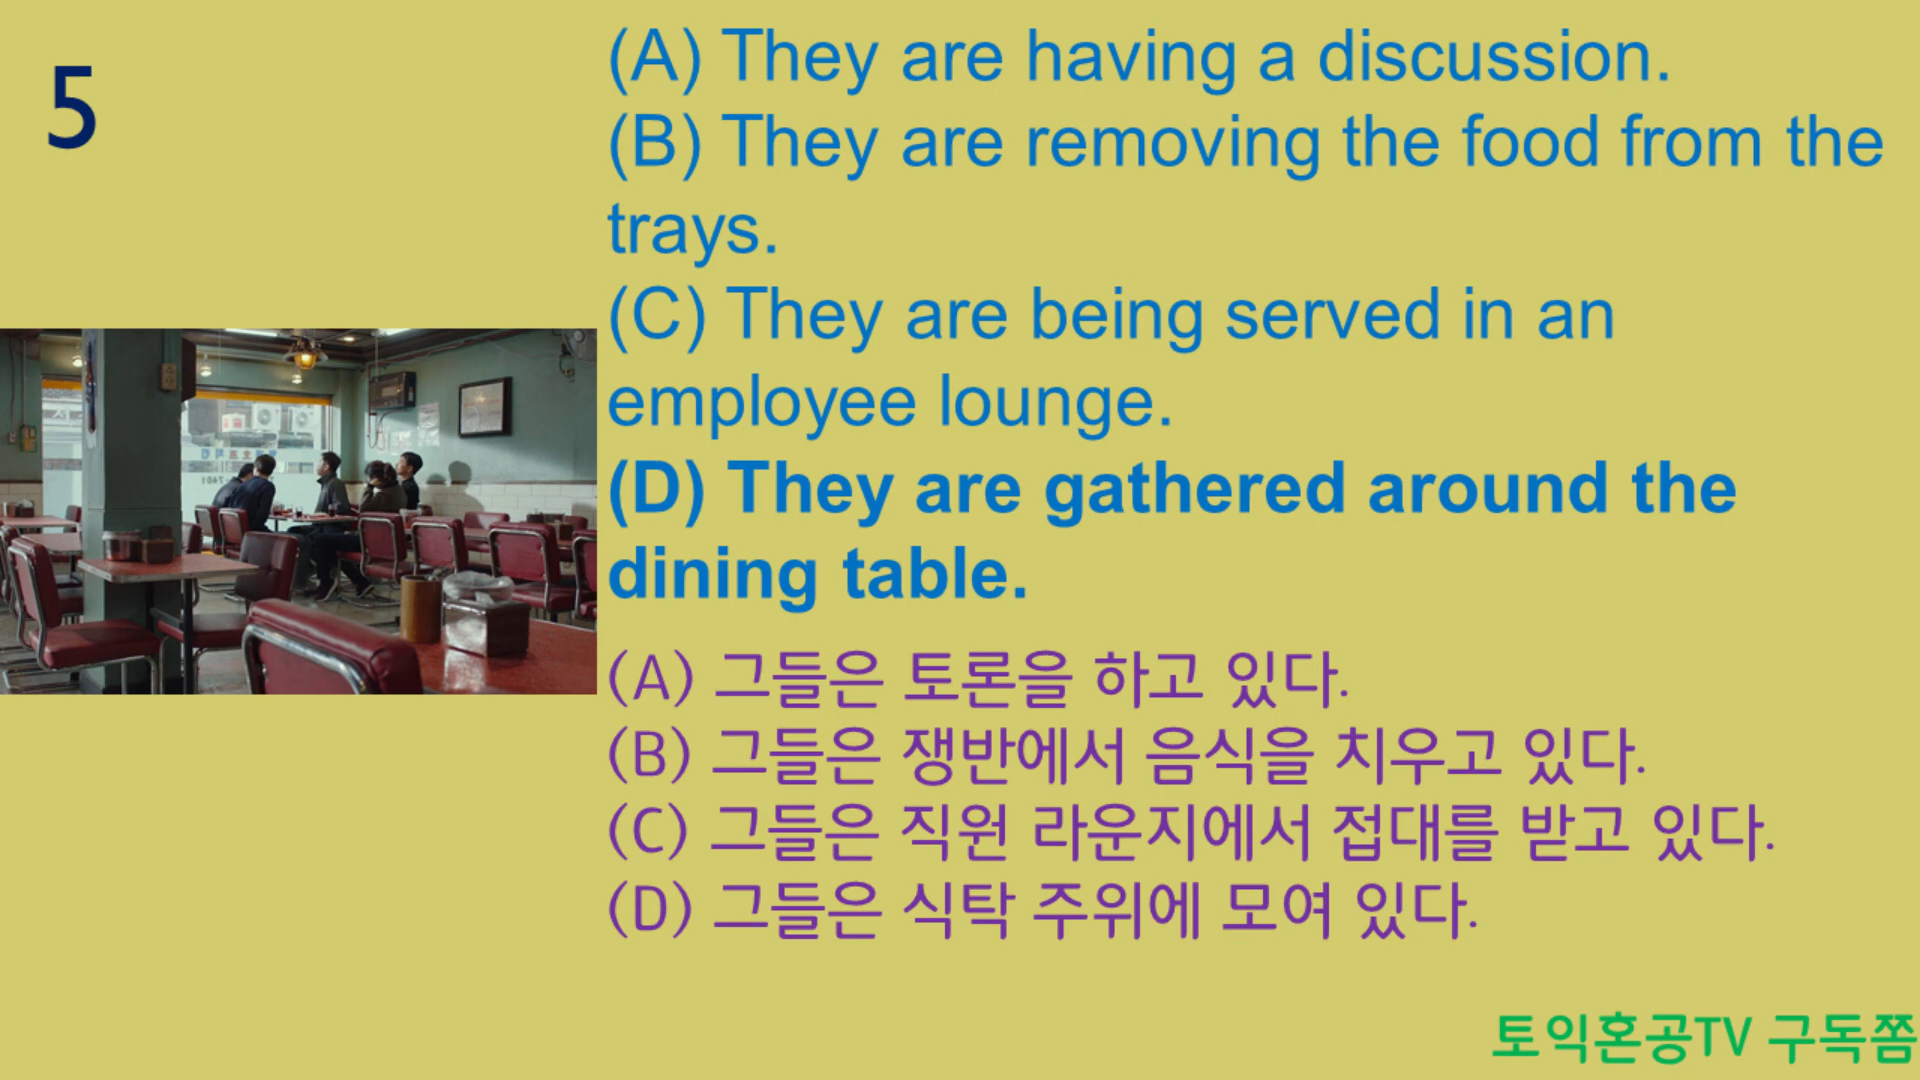 5
(A) They are having a discussion.
(B) They are removing the food from the
trays.
(C) They are being served in an
employee lounge.
(D) They are gathered around the
dining table.
(A) 그들은 토론을 하고 있다.
(B) 그들은 쟁반에서 음식을 치우고 있다.
(C) 그들은 직원 라운지에서 접대를 받고 있다.
(D) 그들은 식탁 주위에 모여 있다.
토익혼공TV 구독쫌